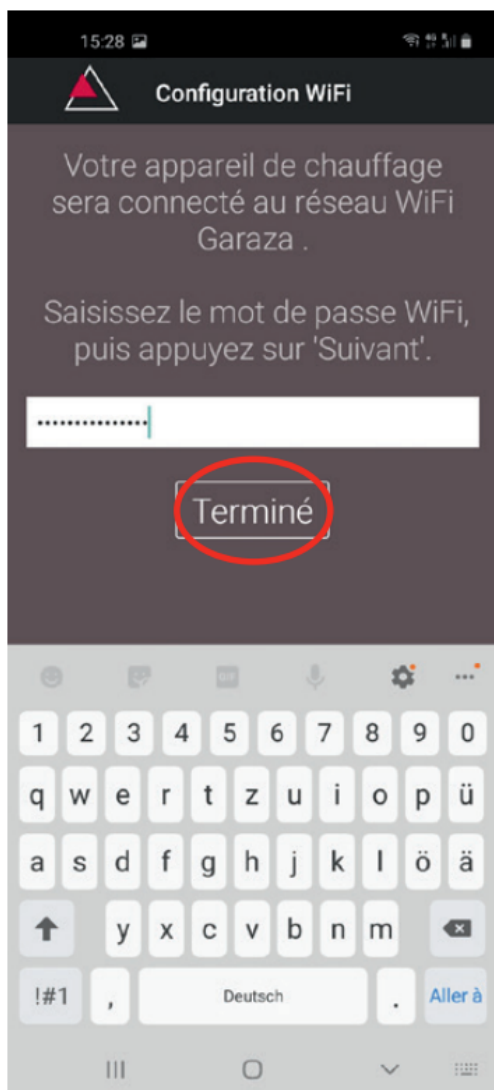 15:28
Configuration WiFi
Votre appareil de chauffage
sera connecté au réseau WiFi
Garaza .
Saisissez le mot de passe WiFi,
puis appuyez sur 'Suivant'.
•••••••••••••••
Terminé
GIF
1 2 3 4 5 6 7 8 9 0
q w e r t z u i o p ü
a s d f g h j k l ö ä
y x c v b n m
!#1 , Deutsch . Aller à